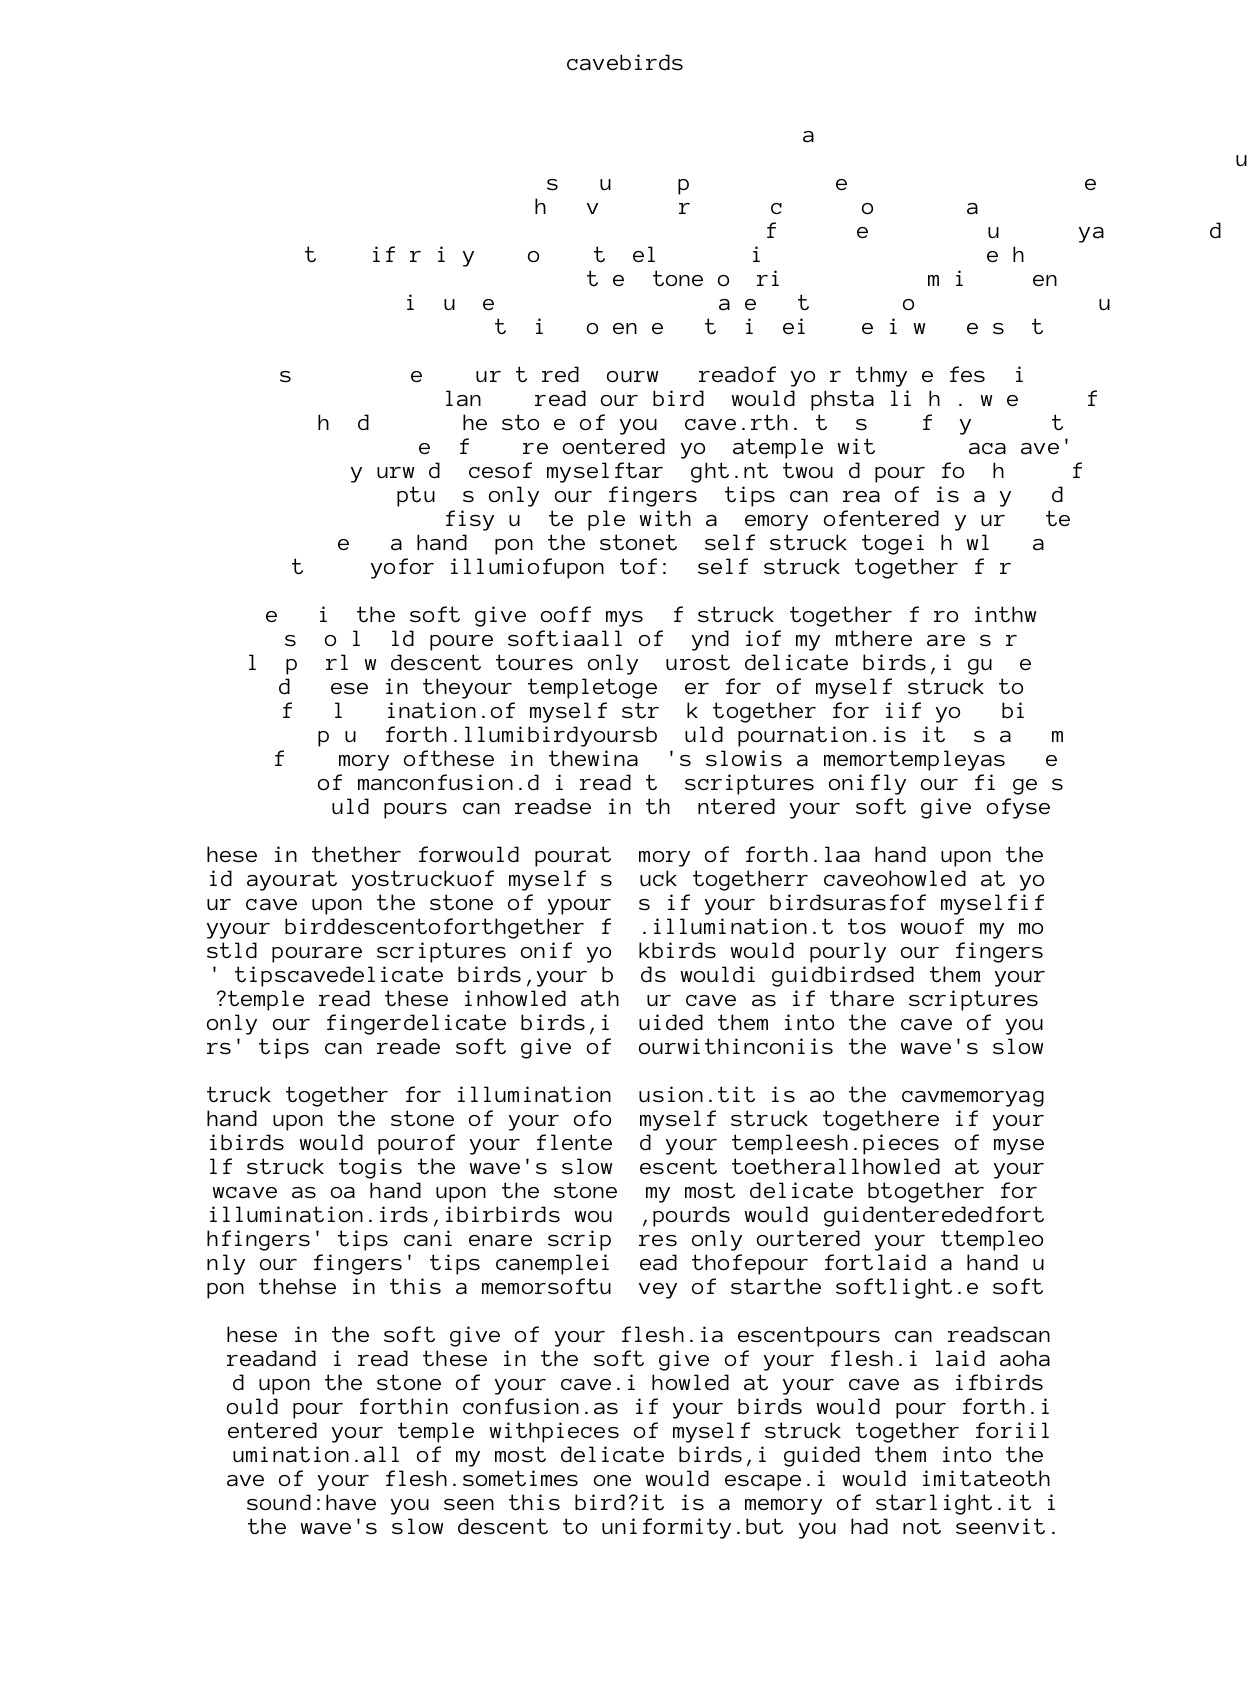 cavebirds
a
u
s u p e e
h v r c o a
f e u ya d
t if r i y o t el i e h
t e tone o ri m i en
i u e a e t o u
t i o en e t i ei e i w e s t
s e ur t red ourw readof yo r thmy e fes i
lan read our bird would phsta li h . w e f
h d he sto e of you cave.rth. t s f y t
e f re oentered yo atemple wit aca ave'
y urw d cesof myselftar ght.nt twou d pour fo h f
ptu s only our fingers tips can rea of is a y d
fisy u te ple with a emory ofentered y ur te
e a hand pon the stonet self struck togei h wl a
t yofor illumiofupon tof: self struck together f r
e i the soft give ooff mys f struck together f ro inthw
s o l ld poure softiaall of ynd iof my mthere are s r
l p rl w descent toures only urost delicate birds,i gu e
d ese in theyour templetoge er for of myself struck to
f l ination.of myself str k together for iif yo bi
p u forth.llumibirdyoursb uld pournation.is it s a m
f mory ofthese in thewina 's slowis a memortempleyas e
of manconfusion.d i read t scriptures onifly our fi ge s
uld pours can readse in th ntered your soft give ofyse
hese in thether forwould pourat mory of forth.laa hand upon the
id ayourat yostruckuof myself s uck togetherr caveohowled at yo
ur cave upon the stone of ypour s if your birdsurasfof myselfif
yyour birddescentoforthgether f .illumination.t tos wouof my mo
stld pourare scriptures onif yo kbirds would pourly our fingers
' tipscavedelicate birds,your b ds wouldi guidbirdsed them your
?temple read these inhowled ath ur cave as if thare scriptures
only our fingerdelicate birds,i uided them into the cave of you
rs' tips can reade soft give of ourwithinconiis the wave's slow
truck together for illumination usion.tit is ao the cavmemoryag
hand upon the stone of your ofo myself struck togethere if your
ibirds would pourof your flente d your templeesh.pieces of myse
lf struck togis the wave's slow escent toetherallhowled at your
wcave as oa hand upon the stone my most delicate btogether for
illumination.irds,ibirbirds wou ,pourds would guidenterededfort
hfingers' tips cani enare scrip res only ourtered your ttempleo
nly our fingers' tips canemplei ead thofepour fortlaid a hand u
pon thehse in this a memorsoftu vey of starthe softlight.e soft
hese in the soft give of your flesh.ia escentpours can readscan
readand i read these in the soft give of your flesh.i laid aoha
d upon the stone of your cave.i howled at your cave as ifbirds
ould pour forthin confusion.as if your birds would pour forth.i
entered your temple withpieces of myself struck together foriil
umination.all of my most delicate birds,i guided them into the
ave of your flesh.sometimes one would escape.i would imitateoth
sound:have you seen this bird?it is a memory of starlight.it i
the wave's slow descent to uniformity.but you had not seenvit.